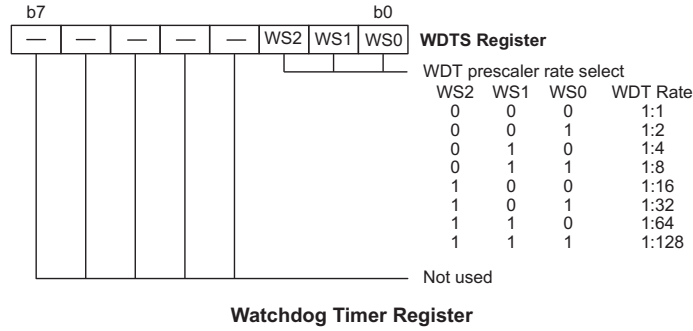 b7 b0
— — — — — WS2 WS1 WS0 WDTS Register
WDT prescaler rate select
WS2 WS1 WS0 WDT Rate
0 0 0 1:1
0 0 1 1:2
0 1 0 1:4
0 1 1 1:8
1 0 0 1:16
1 0 1 1:32
1 1 0 1:64
1 1 1 1:128
Not used
Watchdog Timer Register